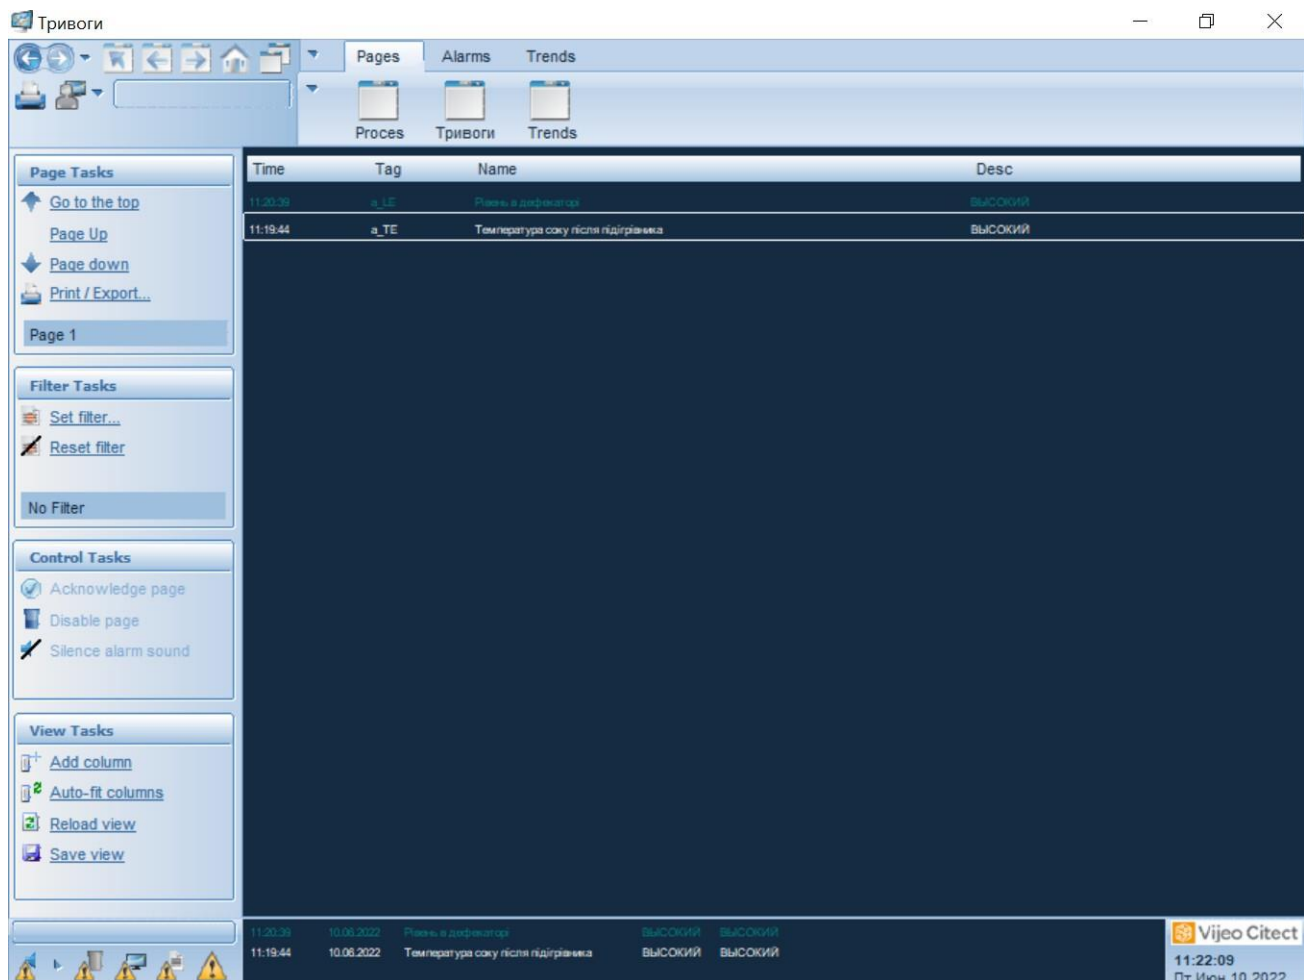 Тривоги
Pages Alarms Trends
Proces Тривоги Trends
Page Tasks
Go to the top
Page Up
Page down
Print / Export...
Page 1
Filter Tasks
Set filter...
Reset filter
No Filter
Control Tasks
Acknowledge page
Disable page
Silence alarm sound
View Tasks
Add column
Auto-fit columns
Reload view
Save view
Time Tag Name Desc
11:20:39 a_LE Рівень в дефекаторі ВЫСОКИЙ
11:19:44 a_TE Температура соку після підігрівника ВЫСОКИЙ
11:20:39 10.06.2022 Рівень в дефекаторі ВЫСОКИЙ ВЫСОКИЙ
11:19:44 10.06.2022 Температура соку після підігрівника ВЫСОКИЙ ВЫСОКИЙ
Vijeo Citect
11:22:09
Пт Июн 10 2022